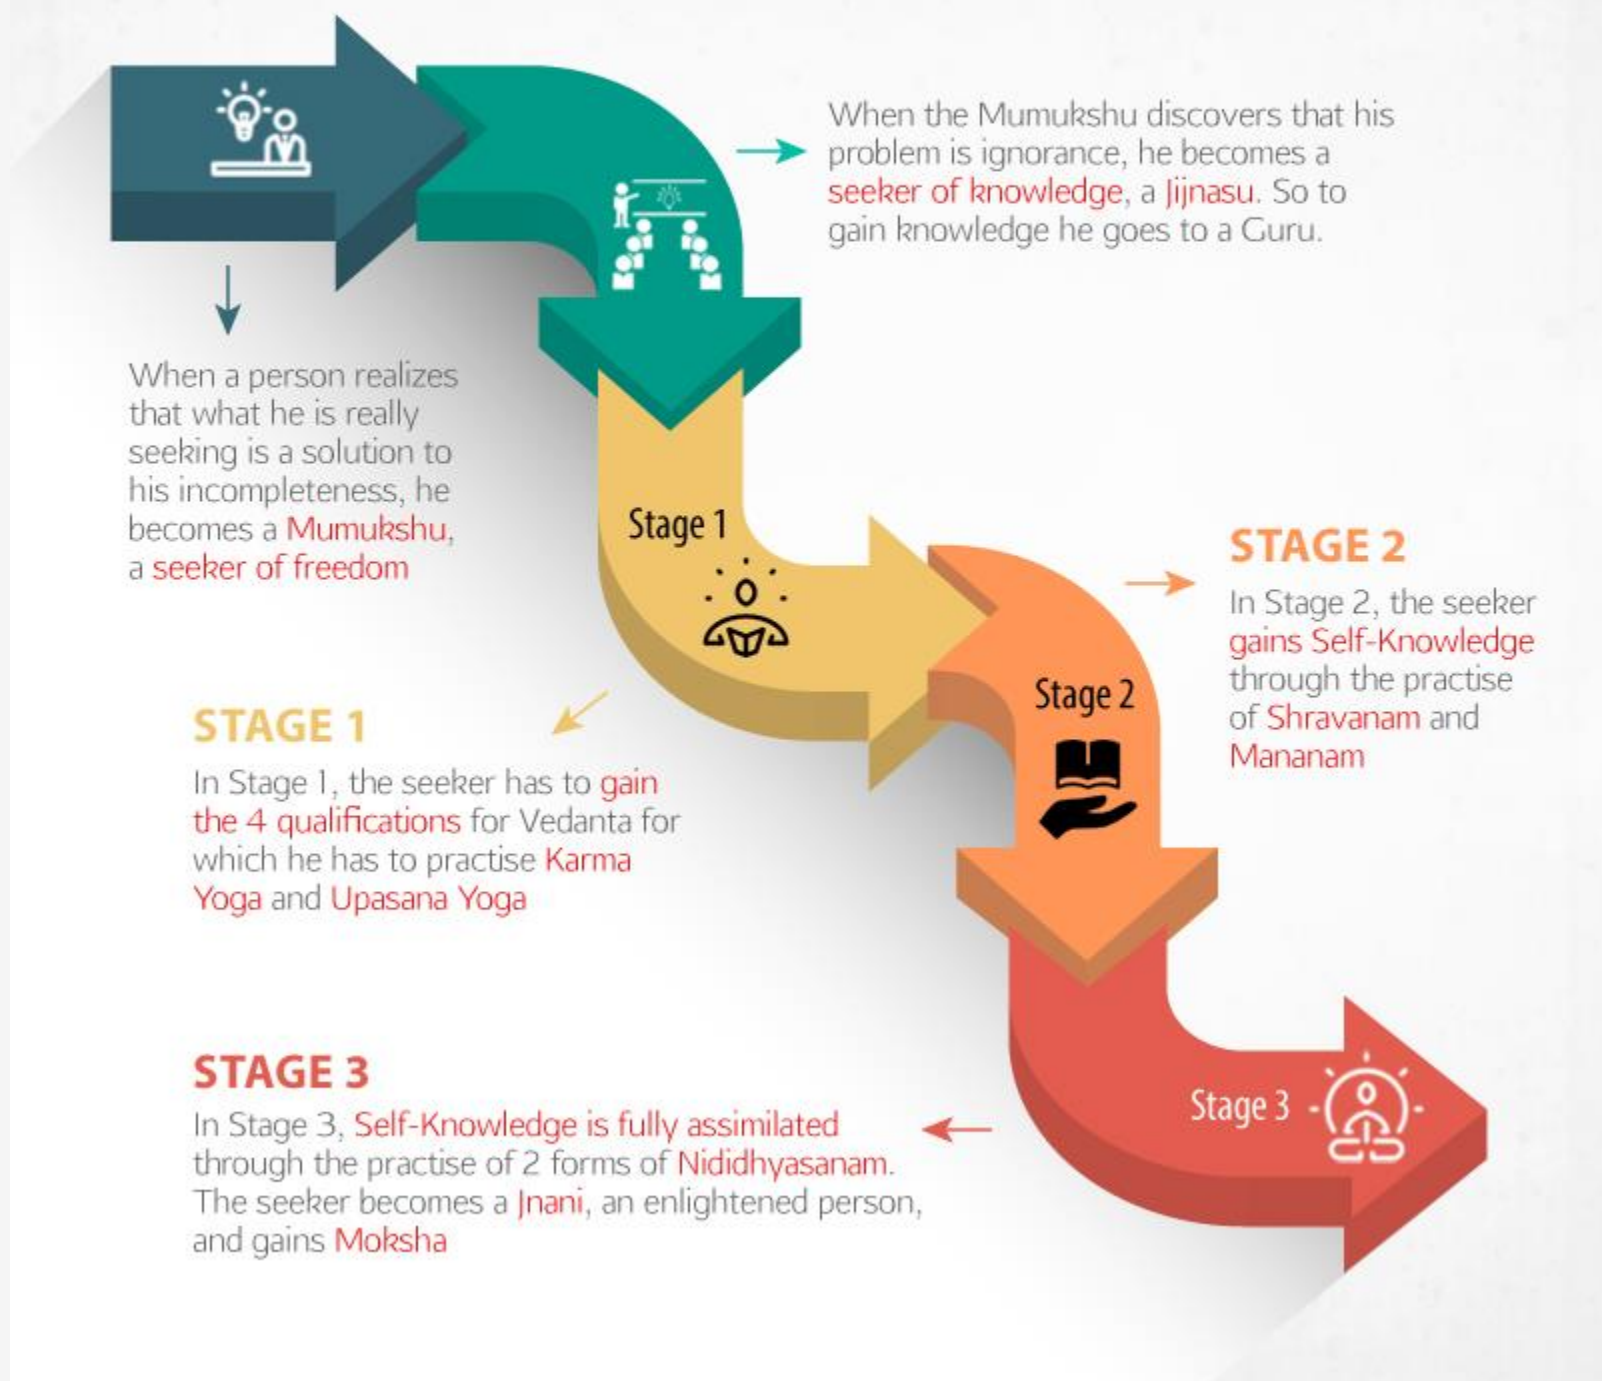 When a person realizes
that what he is really
seeking is a solution to
his incompleteness, he
becomes a Mumukshu,
a seeker of freedom
When the Mumukshu discovers that his
problem is ignorance, he becomes a
seeker of knowledge, a Jijnasu. So to
gain knowledge he goes to a Guru.
Stage 1
STAGE 1
In Stage 1, the seeker has to gain
the 4 qualifications for Vedanta for
which he has to practise Karma
Yoga and Upasana Yoga
Stage 2
STAGE 2
In Stage 2, the seeker
gains Self-Knowledge
through the practise
of Shravanam and
Mananam
Stage 3
STAGE 3
In Stage 3, Self-Knowledge is fully assimilated
through the practise of 2 forms of Nididhyasanam.
The seeker becomes a Jnani, an enlightened person,
and gains Moksha